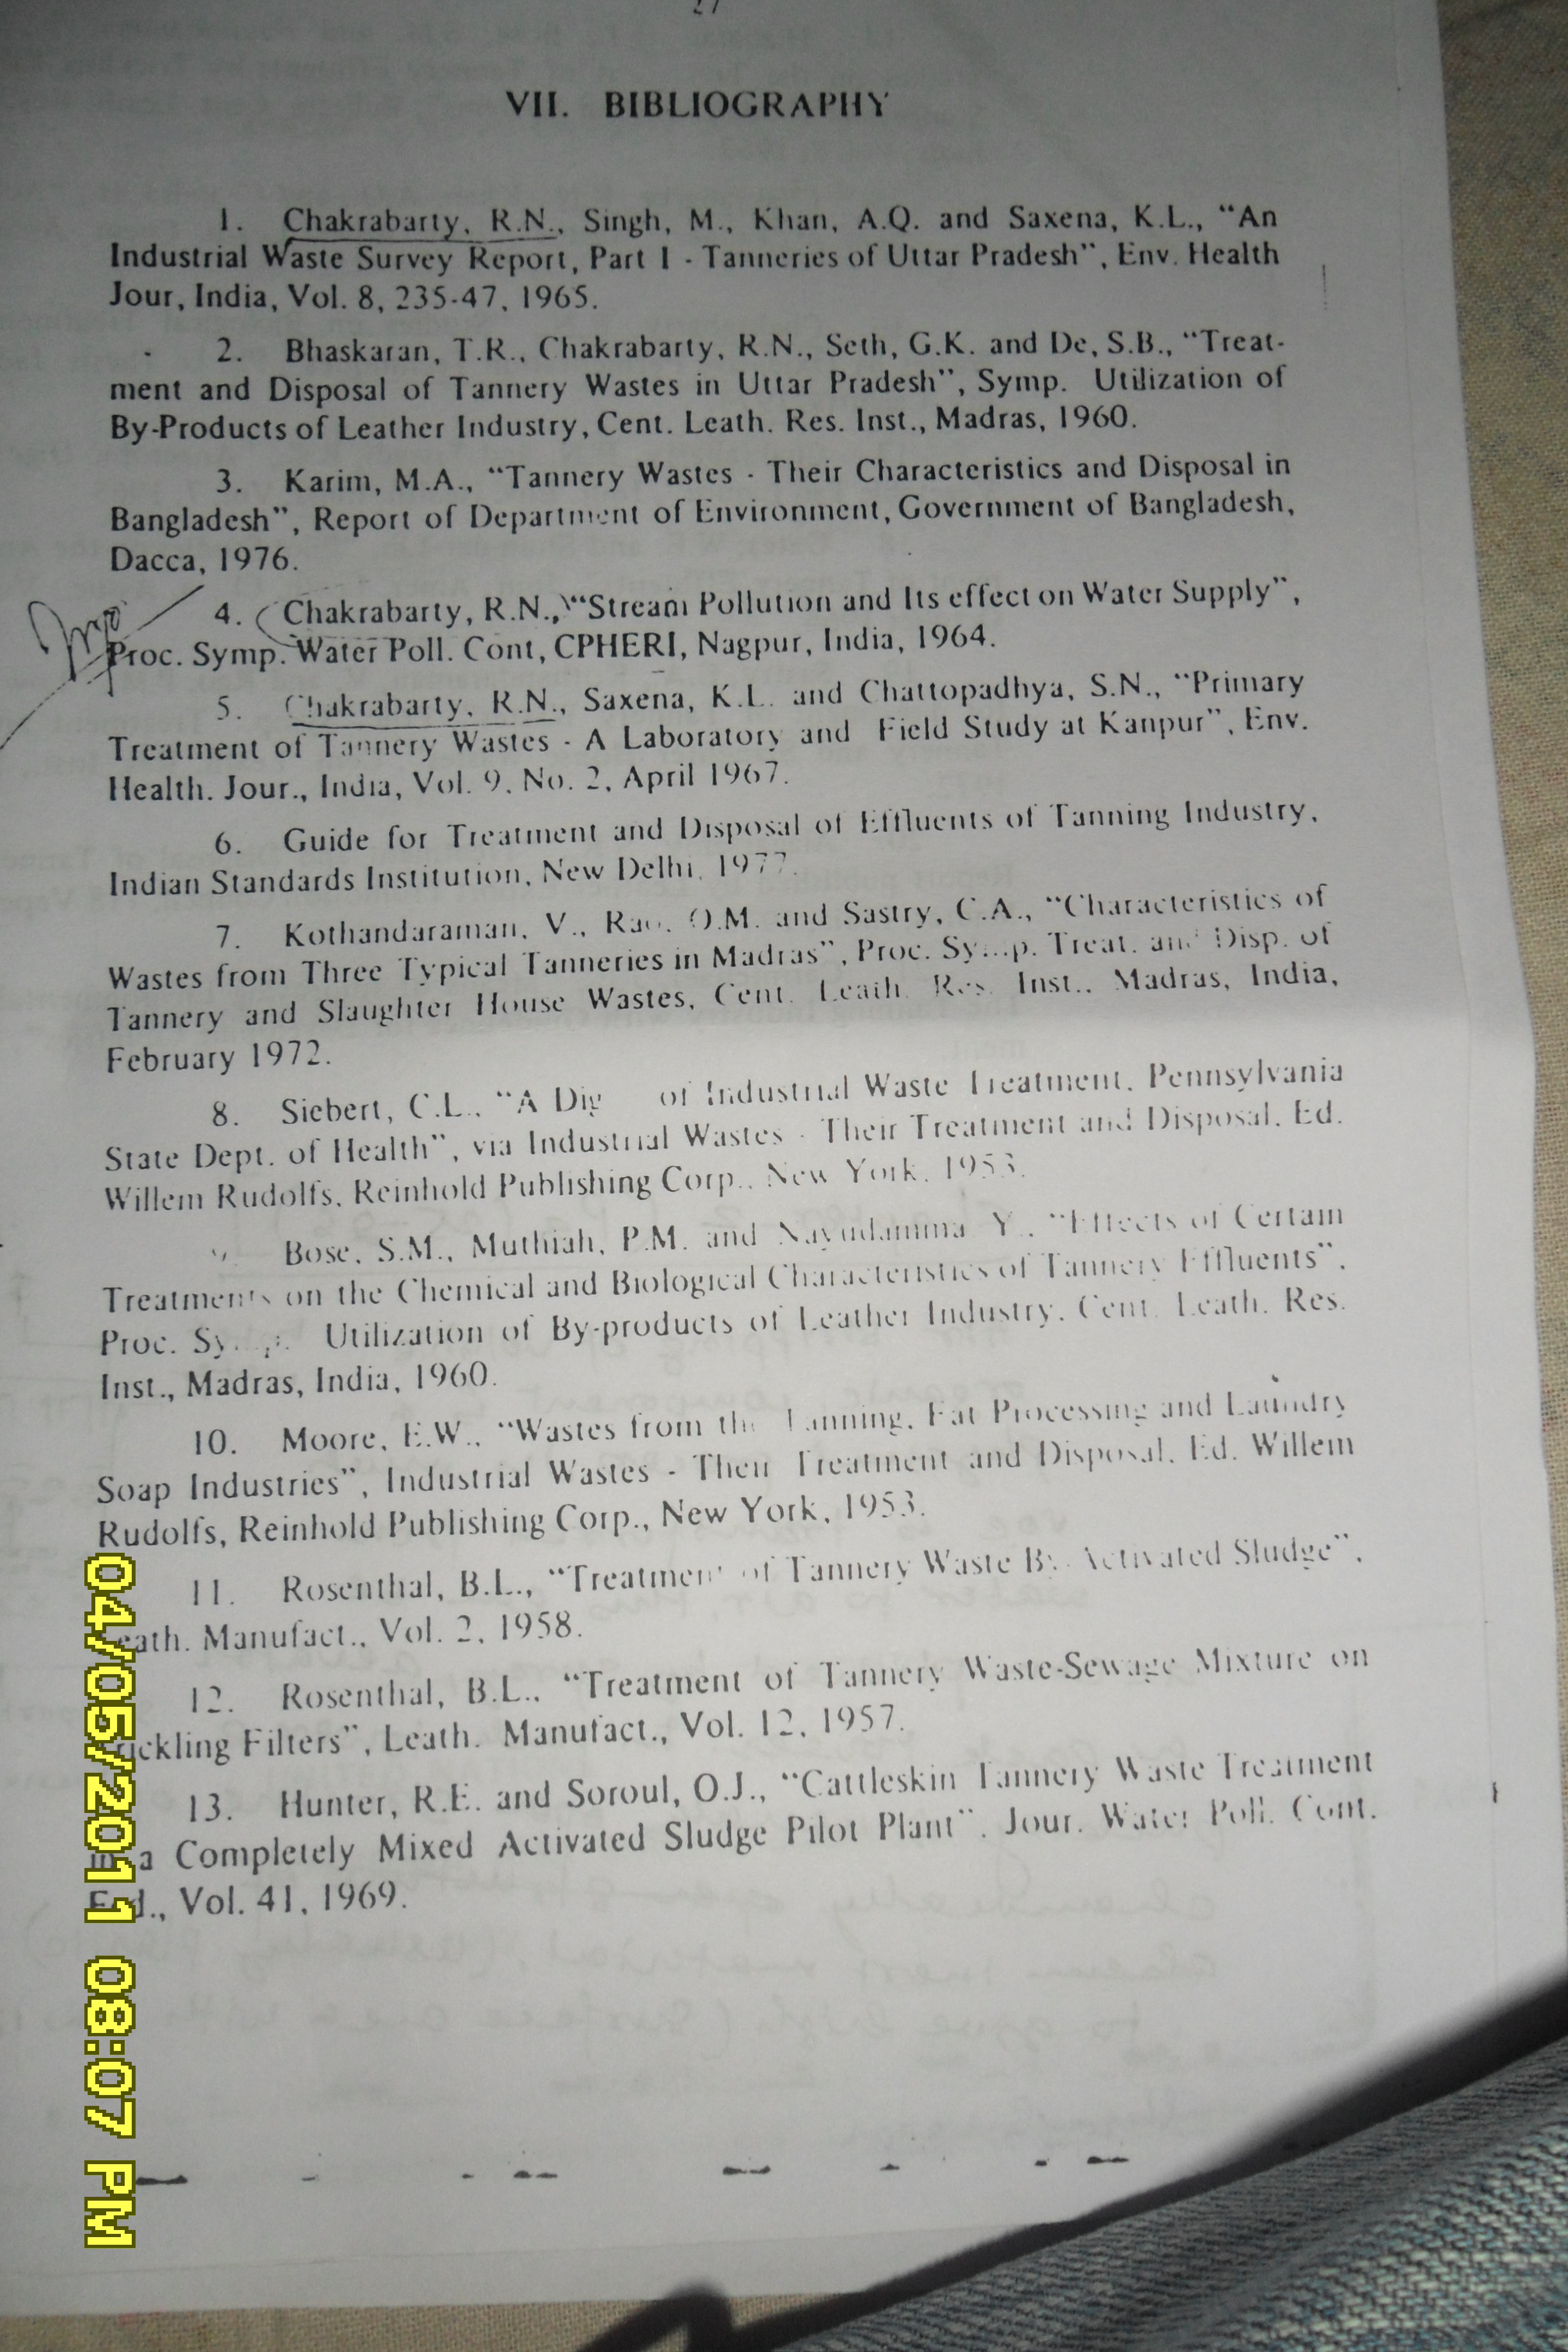 27
VII. BIBLIOGRAPHY
1. Chakrabarty, R.N., Singh, M., Khan, A.Q. and Saxena, K.L., “An
Industrial Waste Survey Report, Part I - Tanneries of Uttar Pradesh”, Env. Health
Jour, India, Vol. 8, 235-47, 1965.
2. Bhaskaran, T.R., Chakrabarty, R.N., Seth, G.K. and De, S.B., “Treat-
ment and Disposal of Tannery Wastes in Uttar Pradesh”, Symp. Utilization of
By-Products of Leather Industry, Cent. Leath. Res. Inst., Madras, 1960.
3. Karim, M.A., “Tannery Wastes - Their Characteristics and Disposal in
Bangladesh”, Report of Department of Environment, Government of Bangladesh,
Dacca, 1976.
4. Chakrabarty, R.N., “Stream Pollution and Its effect on Water Supply”,
Proc. Symp. Water Poll. Cont, CPHERI, Nagpur, India, 1964.
5. Chakrabarty, R.N., Saxena, K.L. and Chattopadhya, S.N., “Primary
Treatment of Tannery Wastes - A Laboratory and Field Study at Kanpur”, Env.
Health. Jour., India, Vol. 9, No. 2, April 1967.
6. Guide for Treatment and Disposal of Effluents of Tanning Industry,
Indian Standards Institution, New Delhi, 1977.
7. Kothandaraman, V., Rao, O.M. and Sastry, C.A., “Characteristics of
Wastes from Three Typical Tanneries in Madras”, Proc. Symp. Treat. and Disp. of
Tannery and Slaughter House Wastes, Cent. Leath. Res. Inst., Madras, India,
February 1972.
8. Siebert, C.L., “A Dig of Industrial Waste Treatment, Pennsylvania
State Dept. of Health”, via Industrial Wastes - Their Treatment and Disposal, Ed.
Willem Rudolfs, Reinhold Publishing Corp., New York, 1953.
9. Bose, S.M., Muthiah, P.M. and Nayudamma Y., “Effects of Certain
Treatments on the Chemical and Biological Characteristics of Tannery Effluents”,
Proc. Symp. Utilization of By-products of Leather Industry, Cent. Leath. Res.
Inst., Madras, India, 1960.
10. Moore, E.W., “Wastes from the Tanning, Fat Processing and Laundry
Soap Industries”, Industrial Wastes - Their Treatment and Disposal, Ed. Willem
Rudolfs, Reinhold Publishing Corp., New York, 1953.
11. Rosenthal, B.L., “Treatment of Tannery Waste By Activated Sludge”,
Leath. Manufact., Vol. 2, 1958.
12. Rosenthal, B.L., “Treatment of Tannery Waste-Sewage Mixture on
Trickling Filters”, Leath. Manufact., Vol. 12, 1957.
13. Hunter, R.E. and Soroul, O.J., “Cattleskin Tannery Waste Treatment
in a Completely Mixed Activated Sludge Pilot Plant”, Jour. Water Poll. Cont.
Fed., Vol. 41, 1969.
04/05/2011 08:07 PM